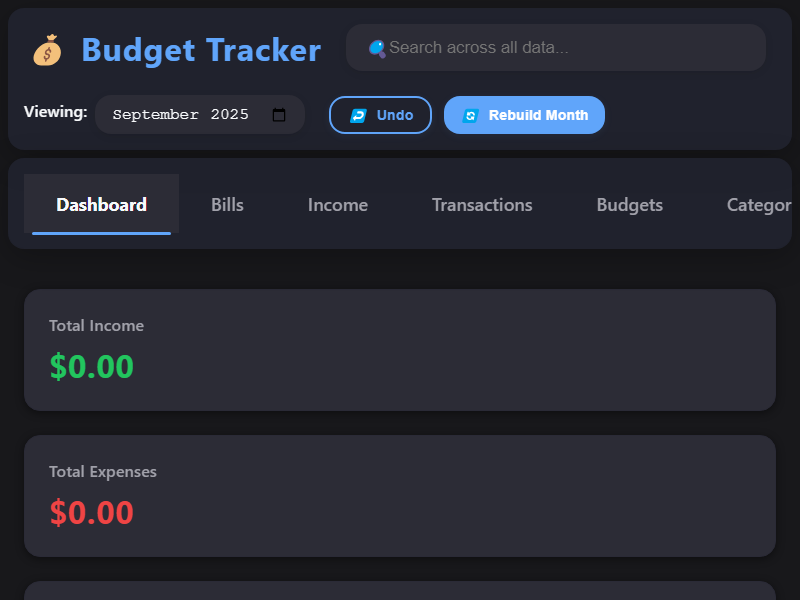 Budget Tracker
Search across all data...
Viewing: September 2025 Undo Rebuild Month
Dashboard Bills Income Transactions Budgets Categor
Total Income
$0.00
Total Expenses
$0.00